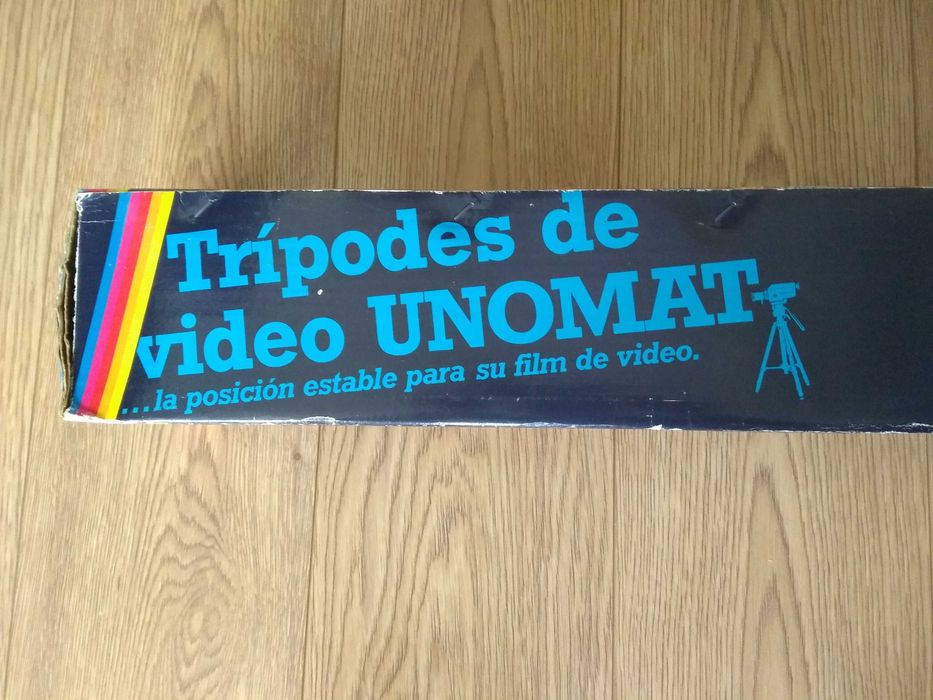 Trípodes de
video UNOMAT
...la posición estable para su film de video.